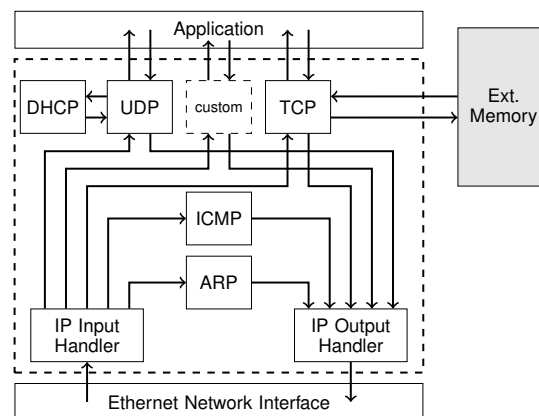 Application
DHCP
UDP
custom
TCP
Ext.
Memory
ICMP
ARP
IP Input
Handler
IP Output
Handler
Ethernet Network Interface